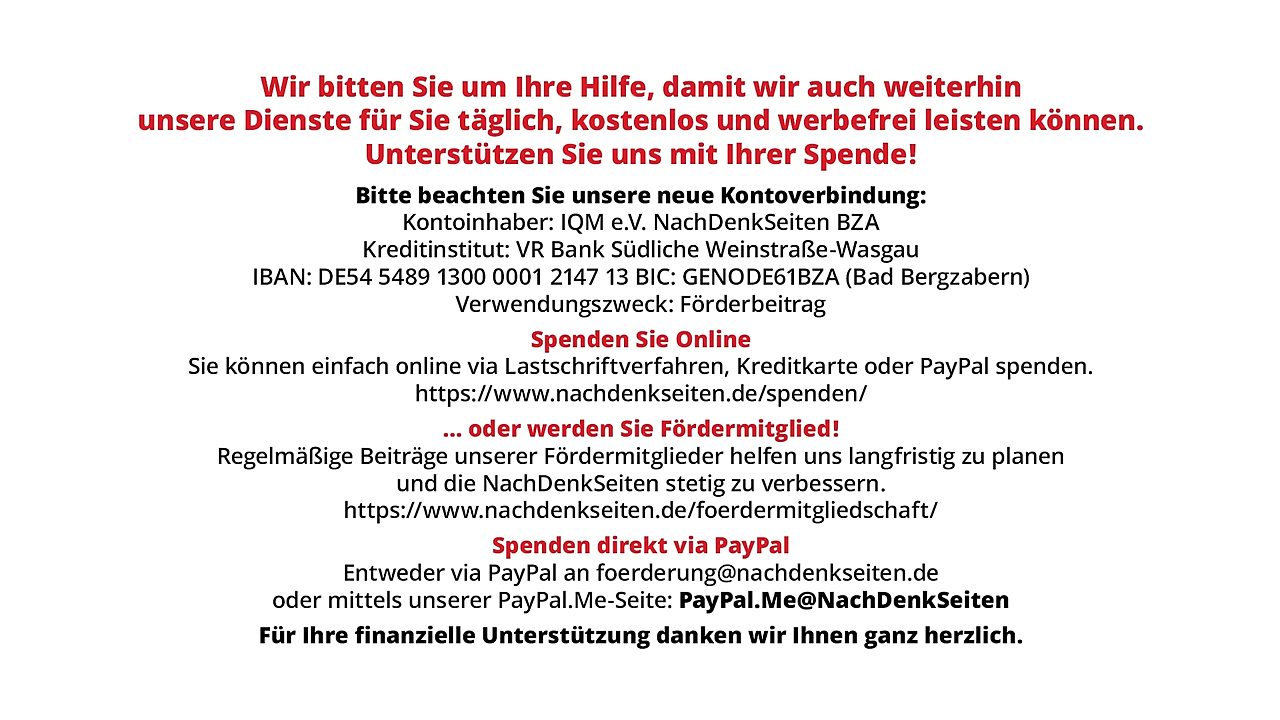 Wir bitten Sie um Ihre Hilfe, damit wir auch weiterhin
unsere Dienste für Sie täglich, kostenlos und werbefrei leisten können.
Unterstützen Sie uns mit Ihrer Spende!
Bitte beachten Sie unsere neue Kontoverbindung:
Kontoinhaber: IQM e.V. NachDenkSeiten BZA
Kreditinstitut: VR Bank Südliche Weinstraße-Wasgau
IBAN: DE54 5489 1300 0001 2147 13 BIC: GENODE61BZA (Bad Bergzabern)
Verwendungszweck: Förderbeitrag
Spenden Sie Online
Sie können einfach online via Lastschriftverfahren, Kreditkarte oder PayPal spenden.
https://www.nachdenkseiten.de/spenden/
... oder werden Sie Fördermitglied!
Regelmäßige Beiträge unserer Fördermitglieder helfen uns langfristig zu planen
und die NachDenkSeiten stetig zu verbessern.
https://www.nachdenkseiten.de/foerdermitgliedschaft/
Spenden direkt via PayPal
Entweder via PayPal an foerderung@nachdenkseiten.de
oder mittels unserer PayPal.Me-Seite: PayPal.Me@NachDenkSeiten
Für Ihre finanzielle Unterstützung danken wir Ihnen ganz herzlich.